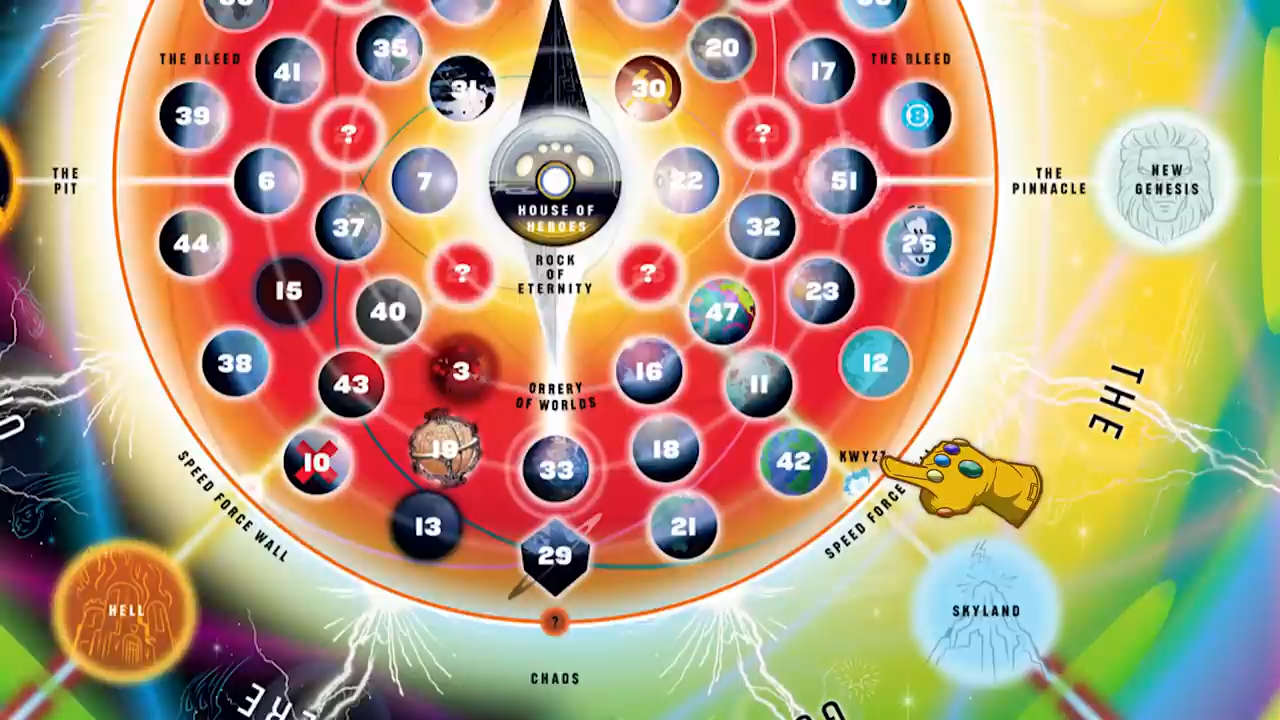 35
20
THE BLEED
41
17
THE BLEED
31
30
39
8
?
?
THE
PIT
6
7
22
51
THE
PINNACLE
NEW
GENESIS
HOUSE OF
HEROES
37
32
44
26
ROCK
OF
ETERNITY
?
?
15
23
40
47
38
3
16
12
43
11
ORRERY
OF WORLDS
THE
10
19
33
18
42
KWYZZ
SPEED FORCE WALL
SPEED FORCE
13
21
29
HELL
?
SKYLAND
CHAOS